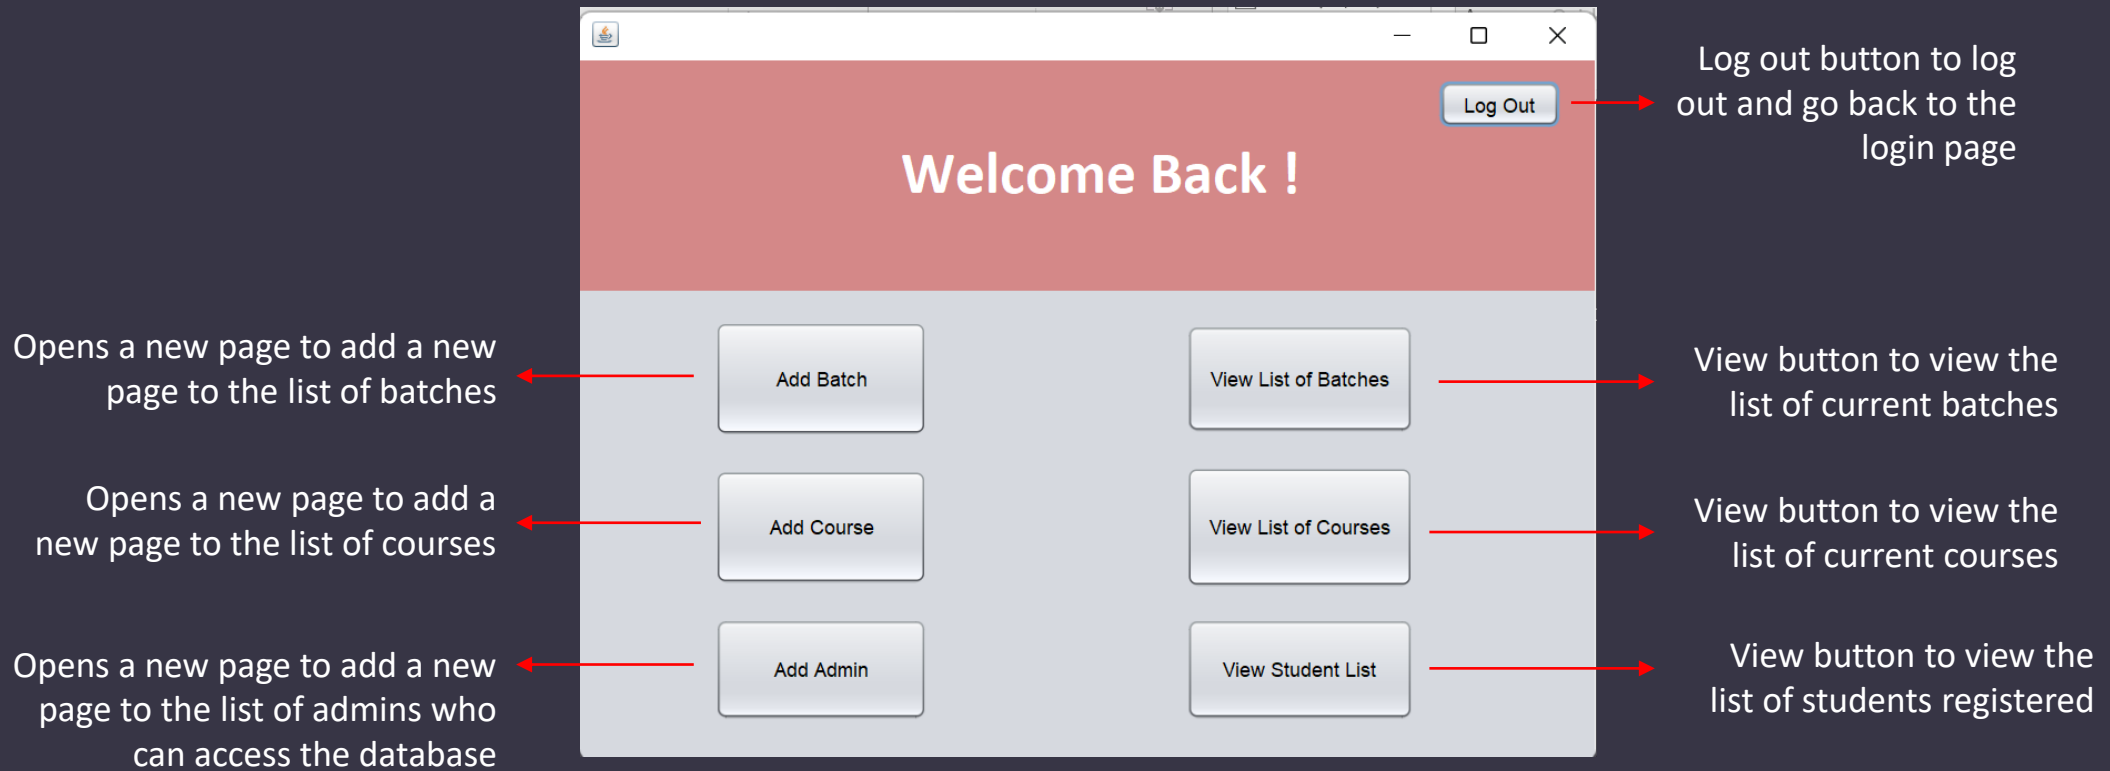 Log Out
Log out button to log
out and go back to the
login page
Welcome Back !
Opens a new page to add a new
page to the list of batches
Add Batch
View List of Batches
View button to view the
list of current batches
Opens a new page to add a
new page to the list of courses
Add Course
View List of Courses
View button to view the
list of current courses
Opens a new page to add a new
page to the list of admins who
can access the database
Add Admin
View Student List
View button to view the
list of students registered